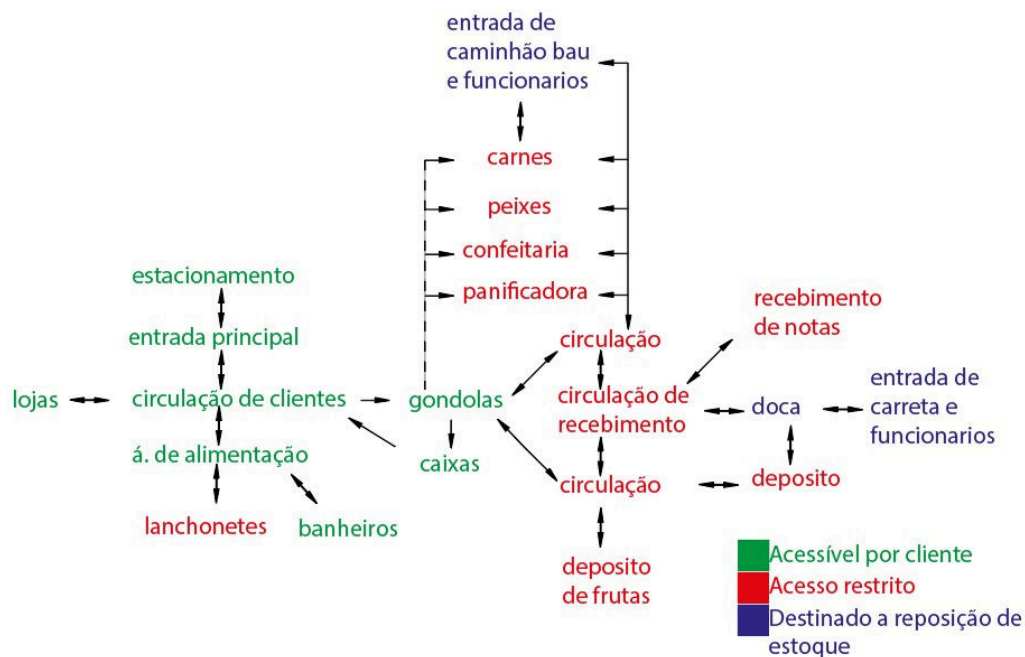 entrada de
caminhão bau
e funcionarios
carnes
peixes
confeitaria
panificadora
estacionamento
entrada principal
lojas
circulação de clientes
á. de alimentação
lanchonetes
banheiros
gondolas
caixas
circulação
circulação de
recebimento
circulação
deposito
de frutas
recebimento
de notas
doca
deposito
entrada de
carreta e
funcionarios
Acessível por cliente
Acesso restrito
Destinado a reposição de
estoque